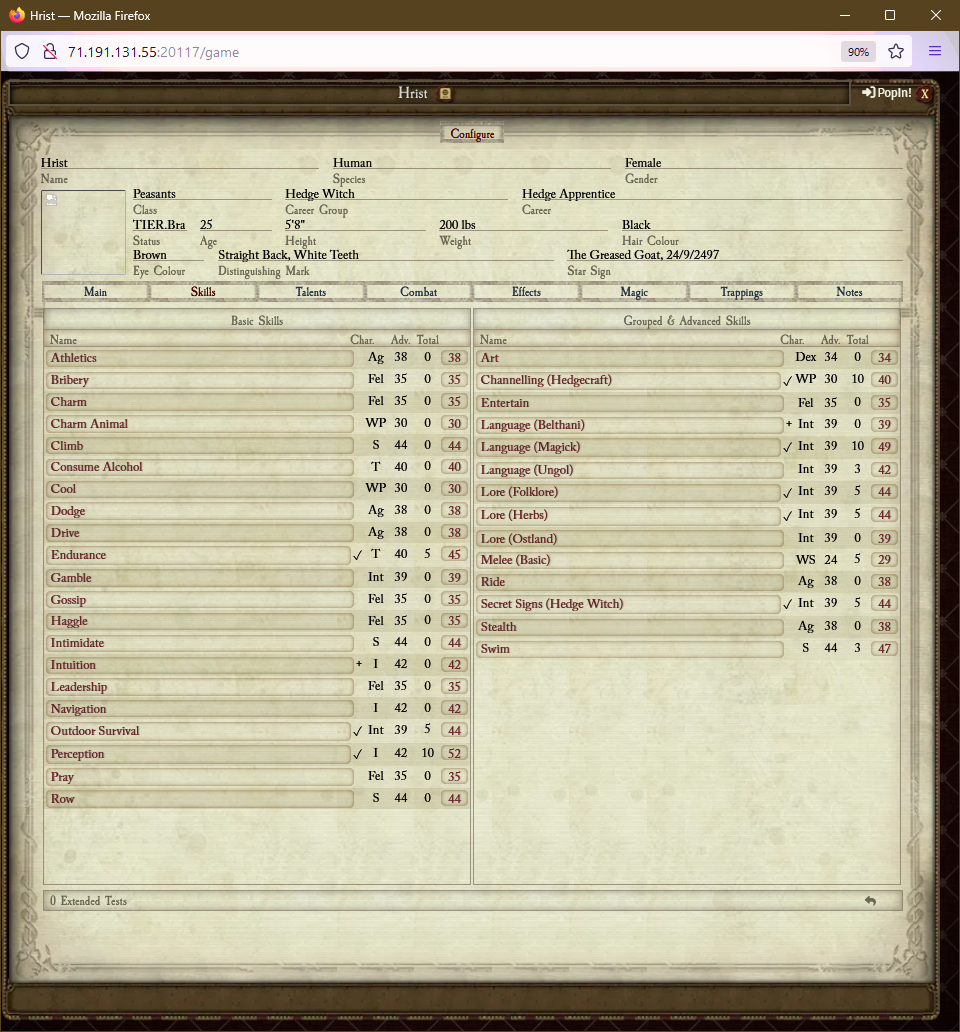 Hrist — Mozilla Firefox
71.191.131.55:20117/game 90%
Hrist PopIn! X
Configure
Hrist Human Female
Name Species Gender
Peasants Hedge Witch Hedge Apprentice
Class Career Group Career
TIER.Bra 25 5'8" 200 lbs Black
Status Age Height Weight Hair Colour
Brown Straight Back, White Teeth The Greased Goat, 24/9/2497
Eye Colour Distinguishing Mark Star Sign
Main Skills Talents Combat Effects Magic Trappings Notes
Basic Skills
Name Char. Adv. Total
Athletics Ag 38 0 38
Bribery Fel 35 0 35
Charm Fel 35 0 35
Charm Animal WP 30 0 30
Climb S 44 0 44
Consume Alcohol T 40 0 40
Cool WP 30 0 30
Dodge Ag 38 0 38
Drive Ag 38 0 38
Endurance ✓ T 40 5 45
Gamble Int 39 0 39
Gossip Fel 35 0 35
Haggle Fel 35 0 35
Intimidate S 44 0 44
Intuition + I 42 0 42
Leadership Fel 35 0 35
Navigation I 42 0 42
Outdoor Survival ✓ Int 39 5 44
Perception ✓ I 42 10 52
Pray Fel 35 0 35
Row S 44 0 44
Grouped & Advanced Skills
Name Char. Adv. Total
Art Dex 34 0 34
Channelling (Hedgecraft) ✓ WP 30 10 40
Entertain Fel 35 0 35
Language (Belthani) + Int 39 0 39
Language (Magick) ✓ Int 39 10 49
Language (Ungol) Int 39 3 42
Lore (Folklore) ✓ Int 39 5 44
Lore (Herbs) ✓ Int 39 5 44
Lore (Ostland) Int 39 0 39
Melee (Basic) WS 24 5 29
Ride Ag 38 0 38
Secret Signs (Hedge Witch) ✓ Int 39 5 44
Stealth Ag 38 0 38
Swim S 44 3 47
0 Extended Tests